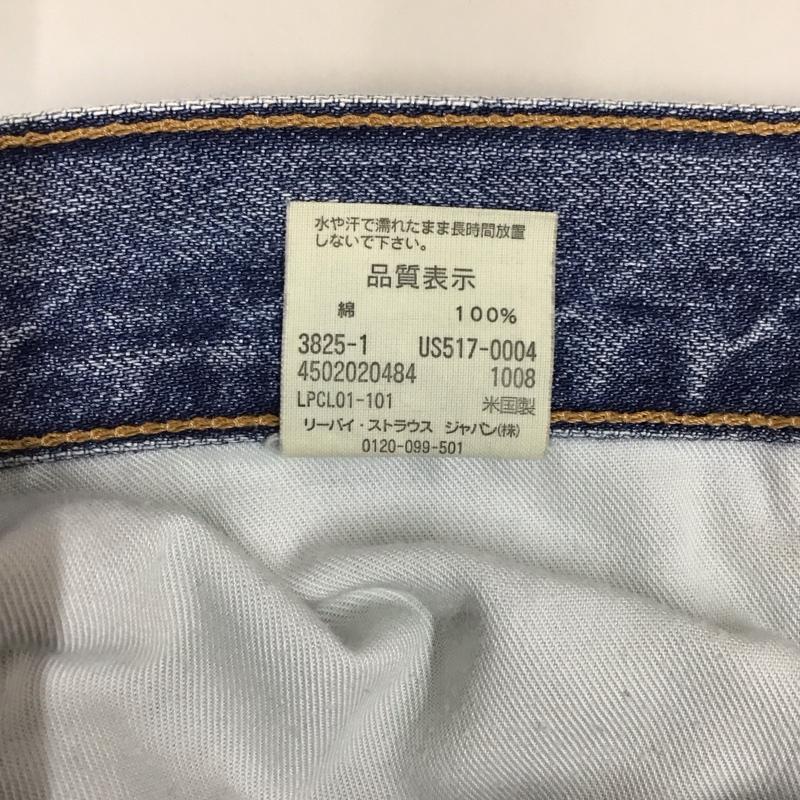 水や汗で濡れたまま長時間放置
しないで下さい。
品質表示
綿 100%
3825-1 US517-0004
4502020484 1008
LPCL01-101 米国製
リーバイ・ストラウス ジャパン(株)
0120-099-501